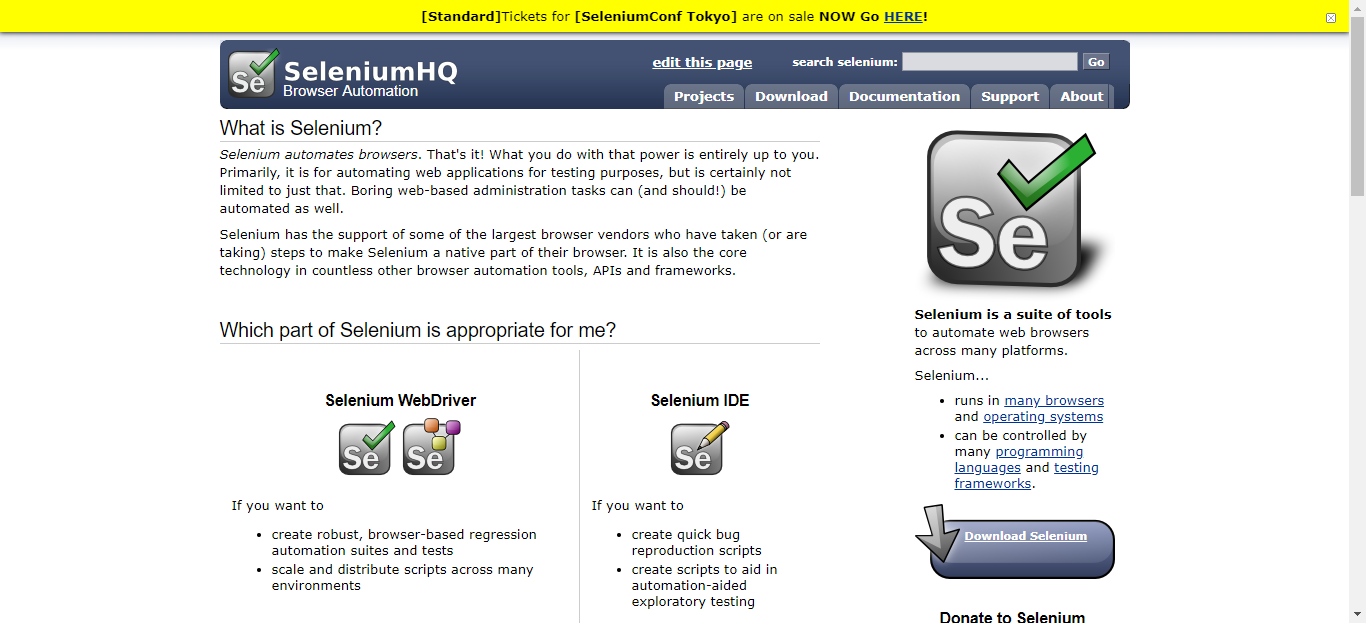 [Standard]Tickets for [SeleniumConf Tokyo] are on sale NOW Go HERE!
Se
SeleniumHQ
Browser Automation
edit this page
search selenium:
Go
Projects
Download
Documentation
Support
About
What is Selenium?
Selenium automates browsers. That's it! What you do with that power is entirely up to you.
Primarily, it is for automating web applications for testing purposes, but is certainly not
limited to just that. Boring web-based administration tasks can (and should!) be
automated as well.
Selenium has the support of some of the largest browser vendors who have taken (or are
taking) steps to make Selenium a native part of their browser. It is also the core
technology in countless other browser automation tools, APIs and frameworks.
Which part of Selenium is appropriate for me?
Selenium WebDriver
Se
Se
If you want to
create robust, browser-based regression
automation suites and tests
scale and distribute scripts across many
environments
Selenium IDE
Se
If you want to
create quick bug
reproduction scripts
create scripts to aid in
automation-aided
exploratory testing
Se
Selenium is a suite of tools
to automate web browsers
across many platforms.
Selenium...
runs in many browsers
and operating systems
can be controlled by
many programming
languages and testing
frameworks.
Download Selenium
Donate to Selenium